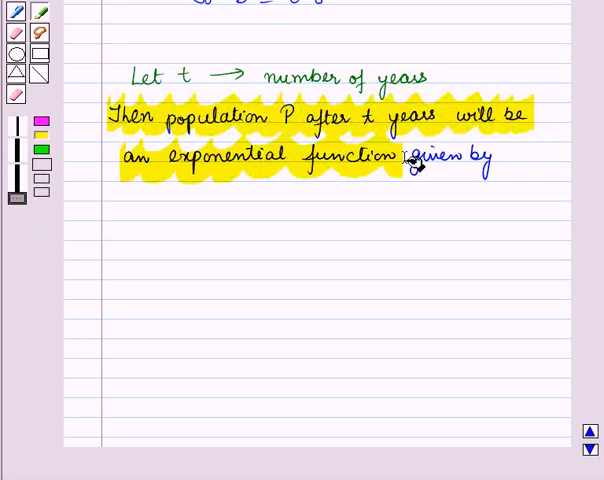 Let t → number of years
Then population P after t years will be
an exponential function given by